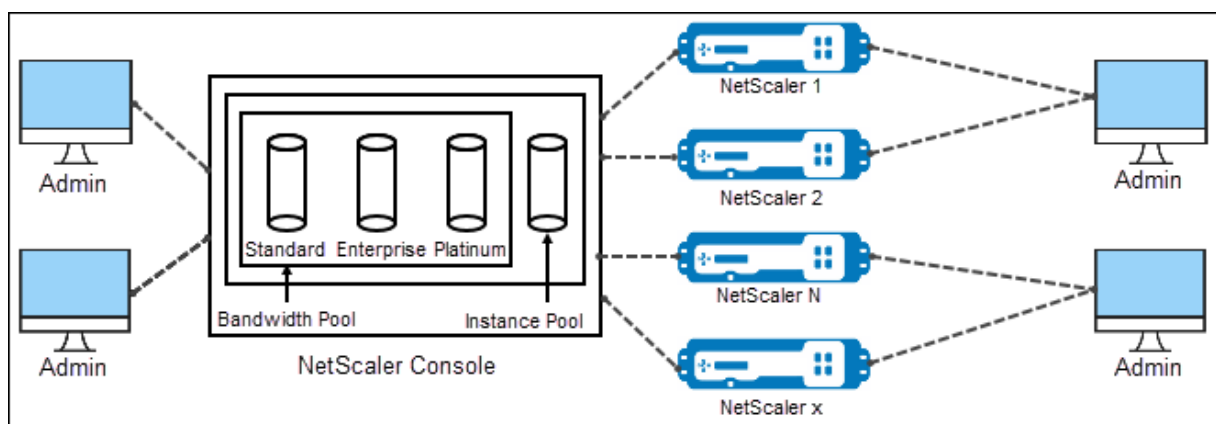 Admin
Admin
Standard Enterprise Platinum
Bandwidth Pool
Instance Pool
NetScaler Console
NetScaler 1
NetScaler 2
NetScaler N
NetScaler x
Admin
Admin